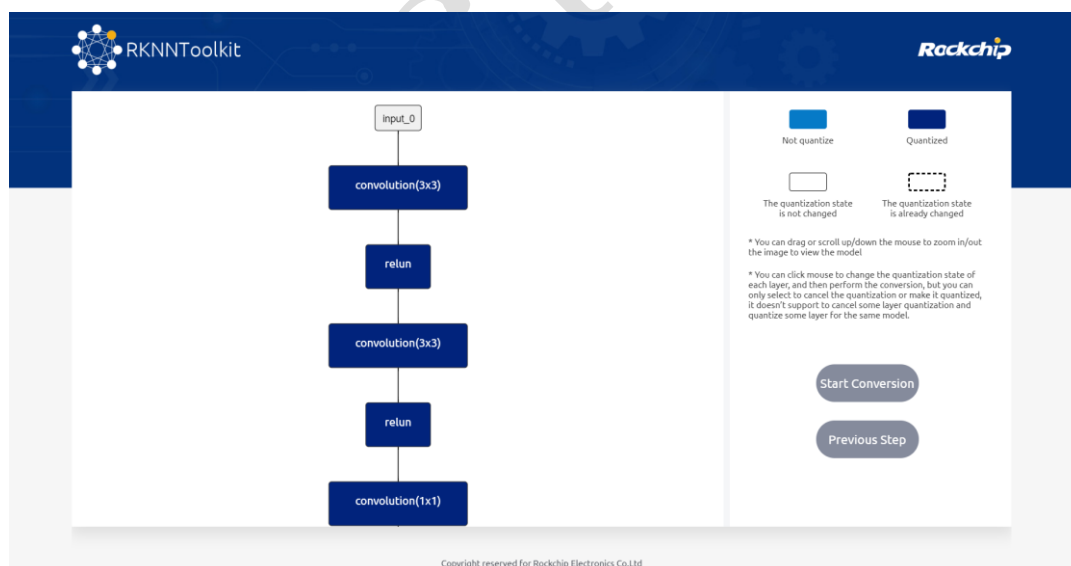 RKNNToolkit
Rockchip
input_0
convolution(3x3)
relun
convolution(3x3)
relun
convolution(1x1)
Not quantize
Quantized
The quantization state
is not changed
The quantization state
is already changed
* You can drag or scroll up/down the mouse to zoom in/out
the image to view the model
* You can click mouse to change the quantization state of
each layer, and then perform the conversion, but you can
only select to cancel the quantization or make it quantized,
it doesn't support to cancel some layer quantization and
quantize some layer for the same model.
Start Conversion
Previous Step
Copyright reserved for Rockchip Electronics Co.Ltd